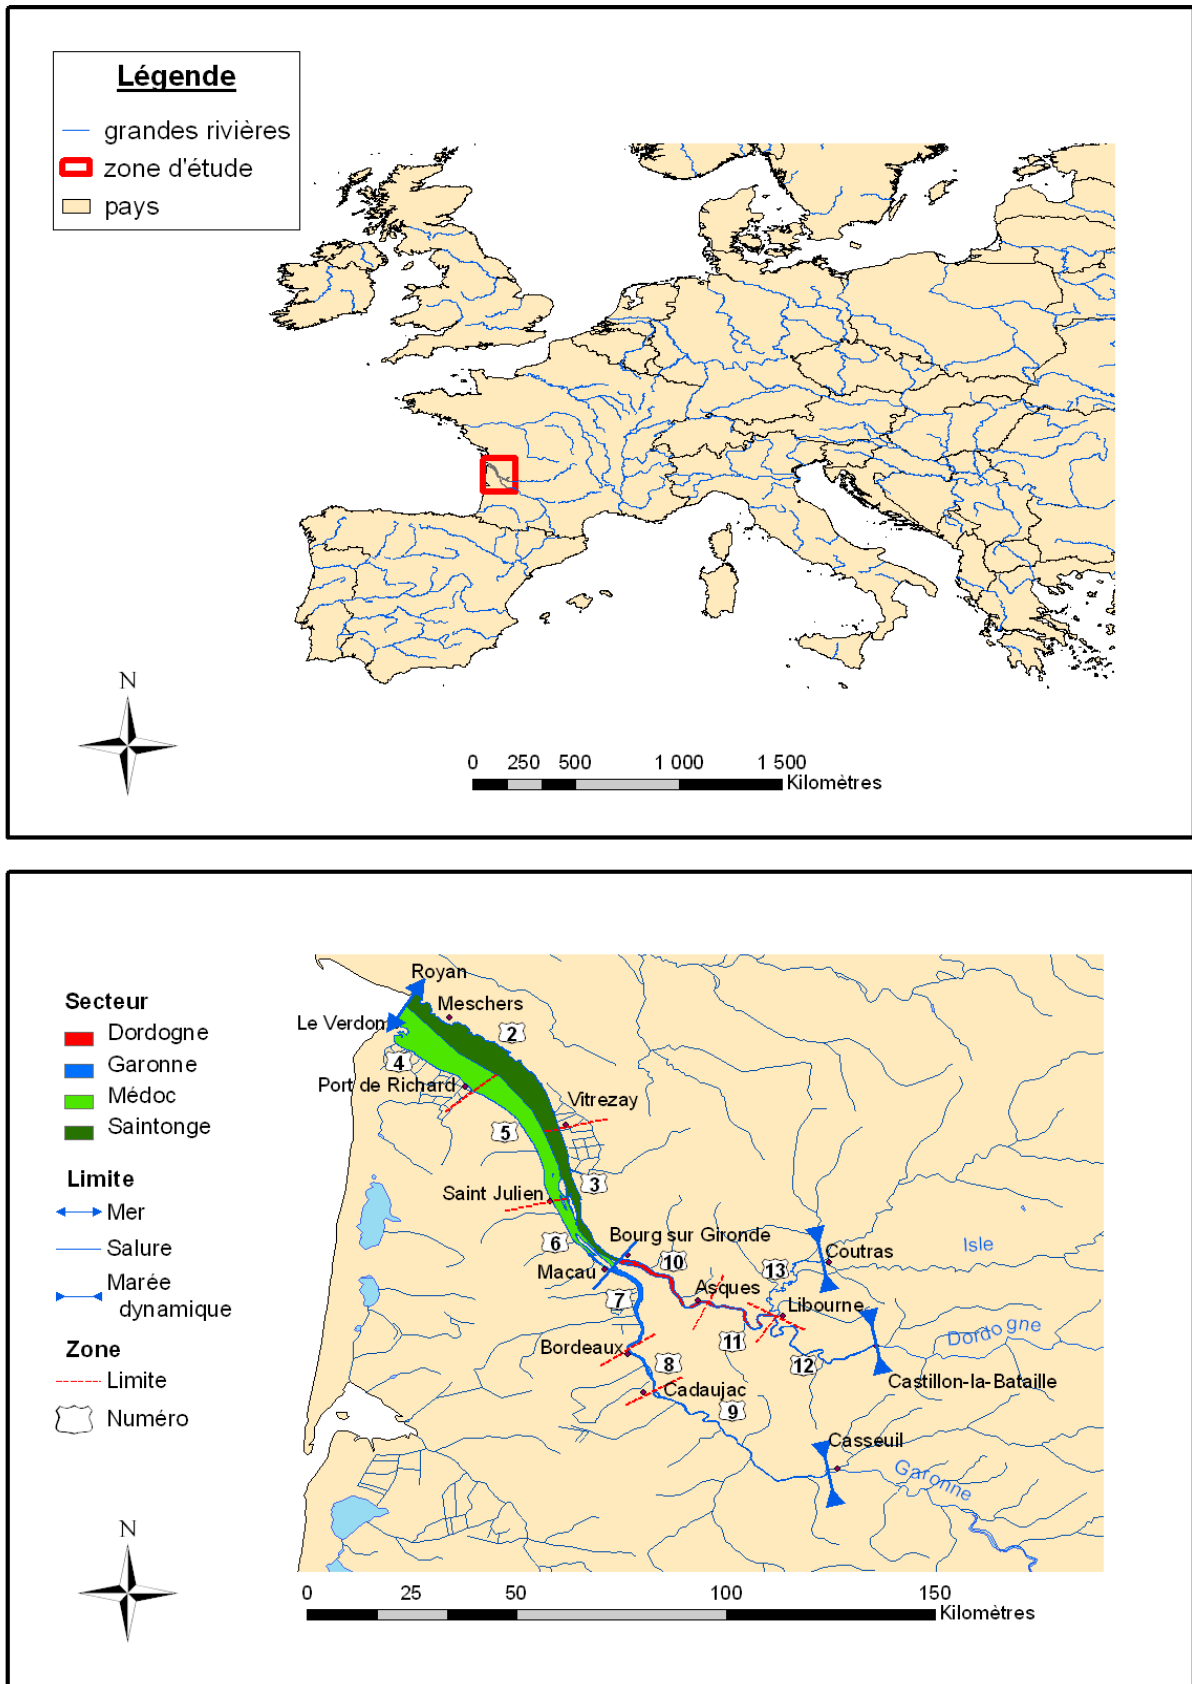 Légende
grandes rivières
zone d'étude
pays
N
0 250 500 1 000 1 500
Kilomètres
Secteur
Dordogne
Garonne
Médoc
Saintonge
Limite
Mer
Salure
Marée
dynamique
Zone
Limite
Numéro
Royan
Meschers
Le Verdon
2
4
Port de Richard
Vitrezay
5
3
Saint Julien
6
Bourg sur Gironde
10
Macau
7
Asques
13
Coutras
Isle
Libourne
11
12
Dordogne
Castillon-la-Bataille
Bordeaux
8
Cadaujac
9
Casseuil
Garonne
N
0 25 50 100 150
Kilomètres